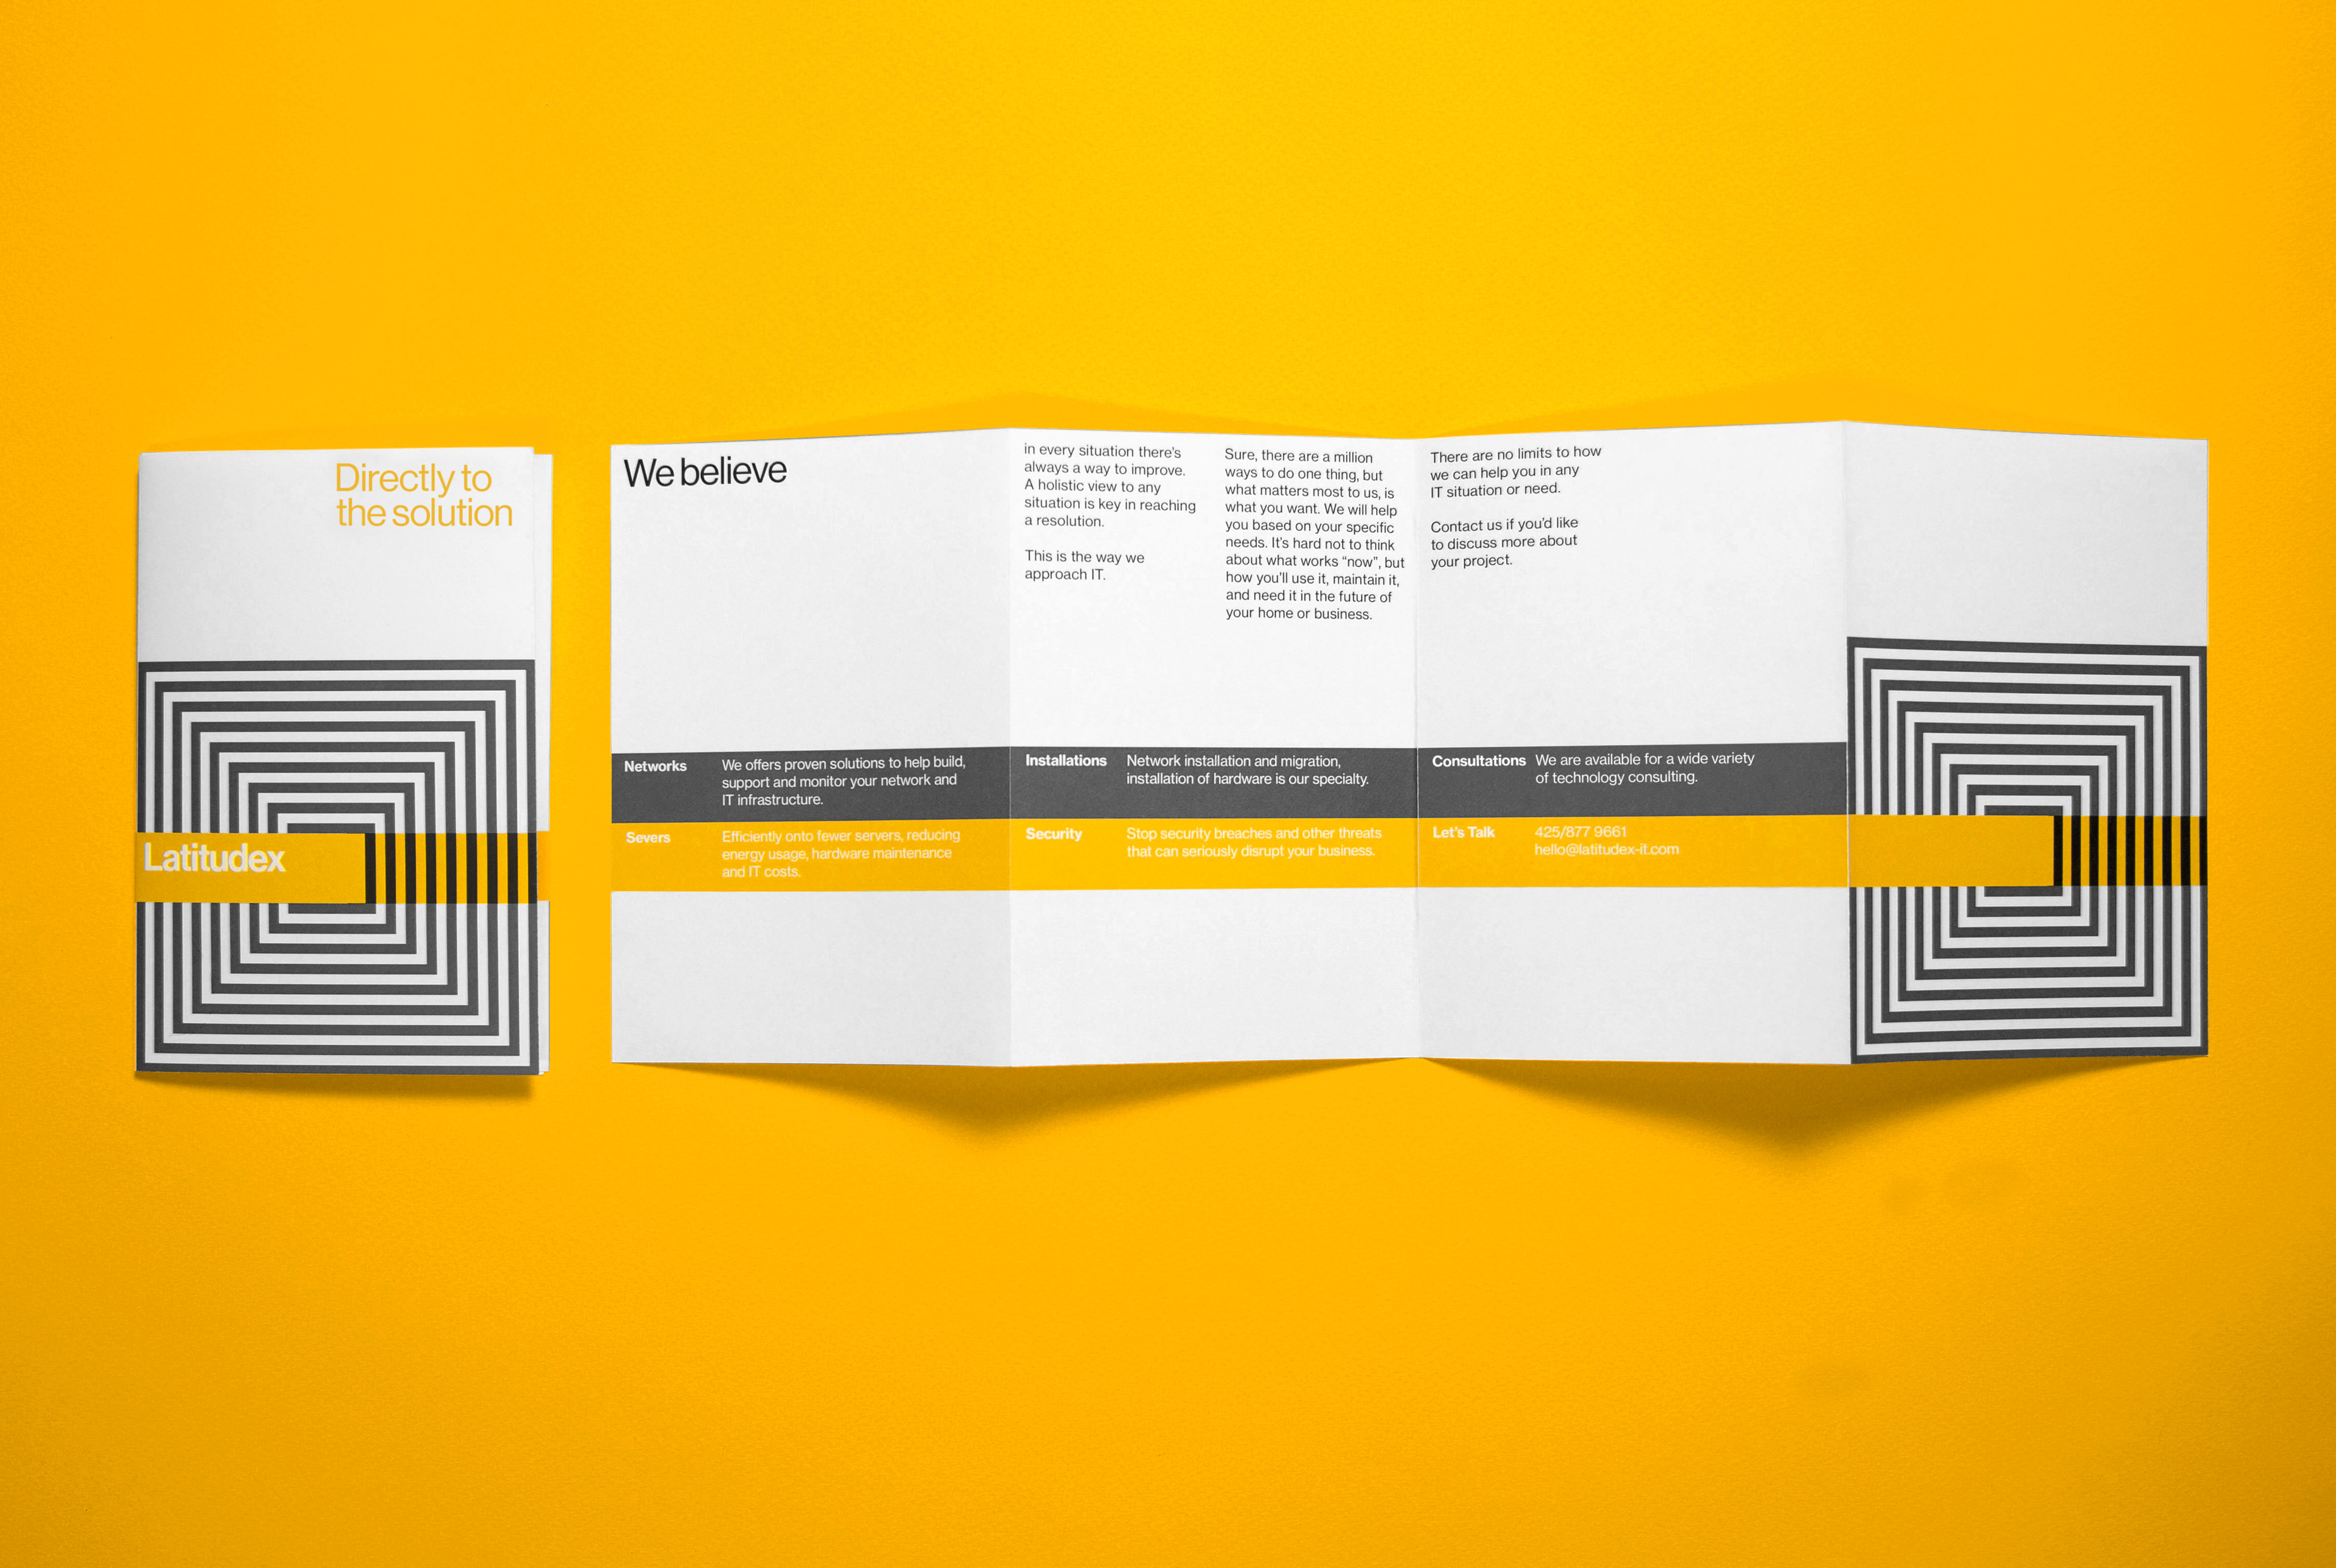 Directly to
the solution
Latitudex
We believe
in every situation there's
always a way to improve.
A holistic view to any
situation is key in reaching
a resolution.
This is the way we
approach IT.
Sure, there are a million
ways to do one thing, but
what matters most to us, is
what you want. We will help
you based on your specific
needs. It's hard not to think
about what works “now”, but
how you'll use it, maintain it,
and need it in the future of
your home or business.
There are no limits to how
we can help you in any
IT situation or need.
Contact us if you'd like
to discuss more about
your project.
Networks
We offers proven solutions to help build,
support and monitor your network and
IT infrastructure.
Severs
Efficiently onto fewer servers, reducing
energy usage, hardware maintenance
and IT costs.
Installations
Network installation and migration,
installation of hardware is our specialty.
Security
Stop security breaches and other threats
that can seriously disrupt your business.
Consultations
We are available for a wide variety
of technology consulting.
Let's Talk
425/877 9661
hello@latitudex-it.com